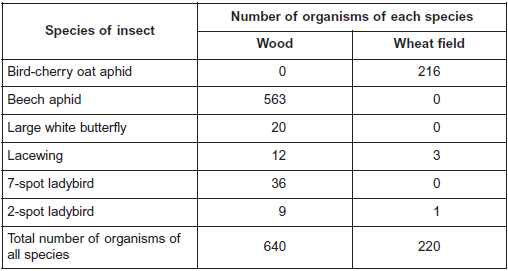 Species of insect Number of organisms of each species
Wood Wheat field
Bird-cherry oat aphid 0 216
Beech aphid 563 0
Large white butterfly 20 0
Lacewing 12 3
7-spot ladybird 36 0
2-spot ladybird 9 1
Total number of organisms of
all species 640 220